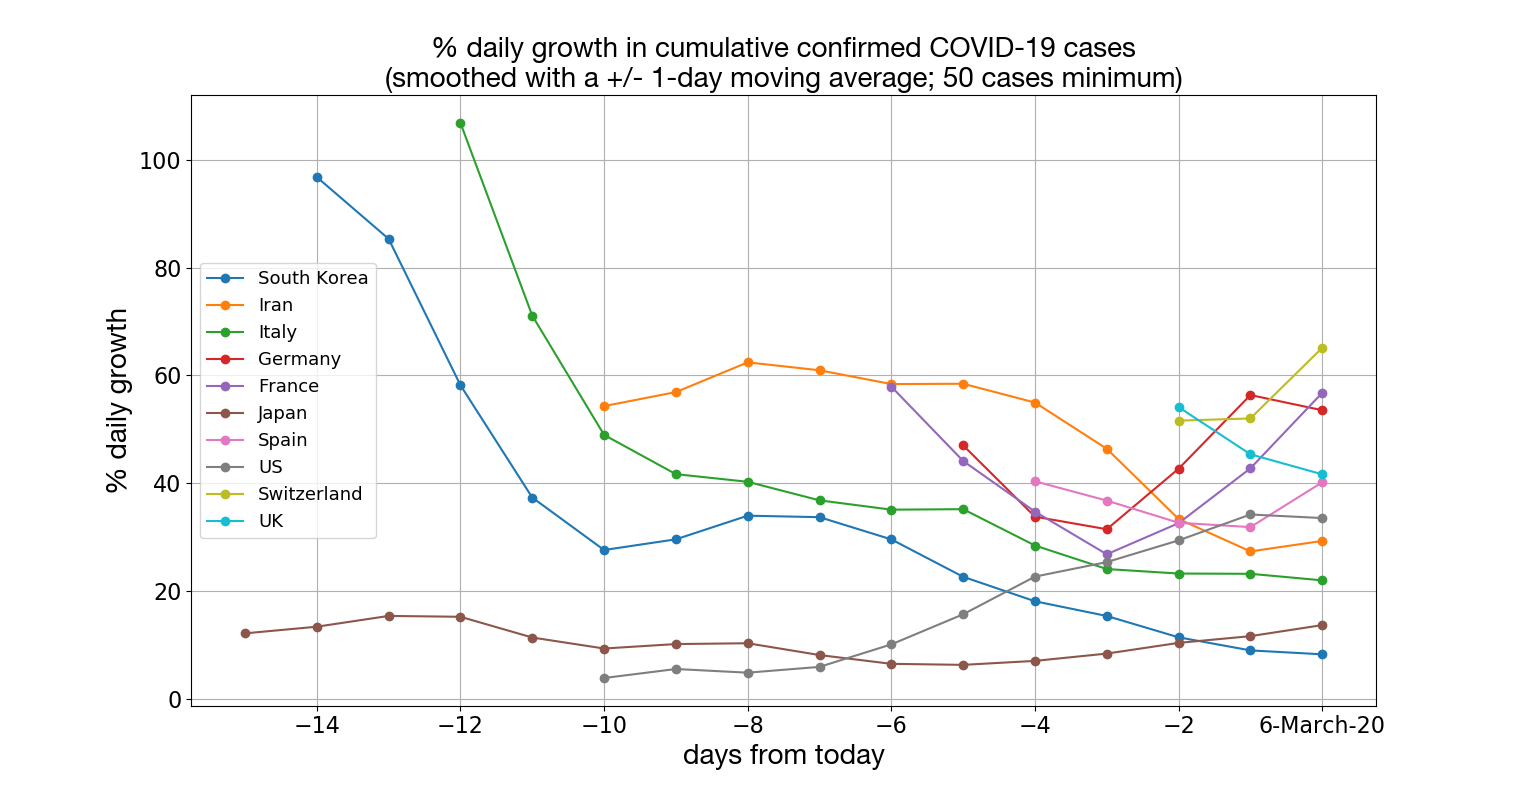 % daily growth in cumulative confirmed COVID-19 cases
(smoothed with a +/- 1-day moving average; 50 cases minimum)
% daily growth
100
80
60
40
20
0
South Korea
Iran
Italy
Germany
France
Japan
Spain
US
Switzerland
UK
−14 −12 −10 −8 −6 −4 −2 6-March-20
days from today